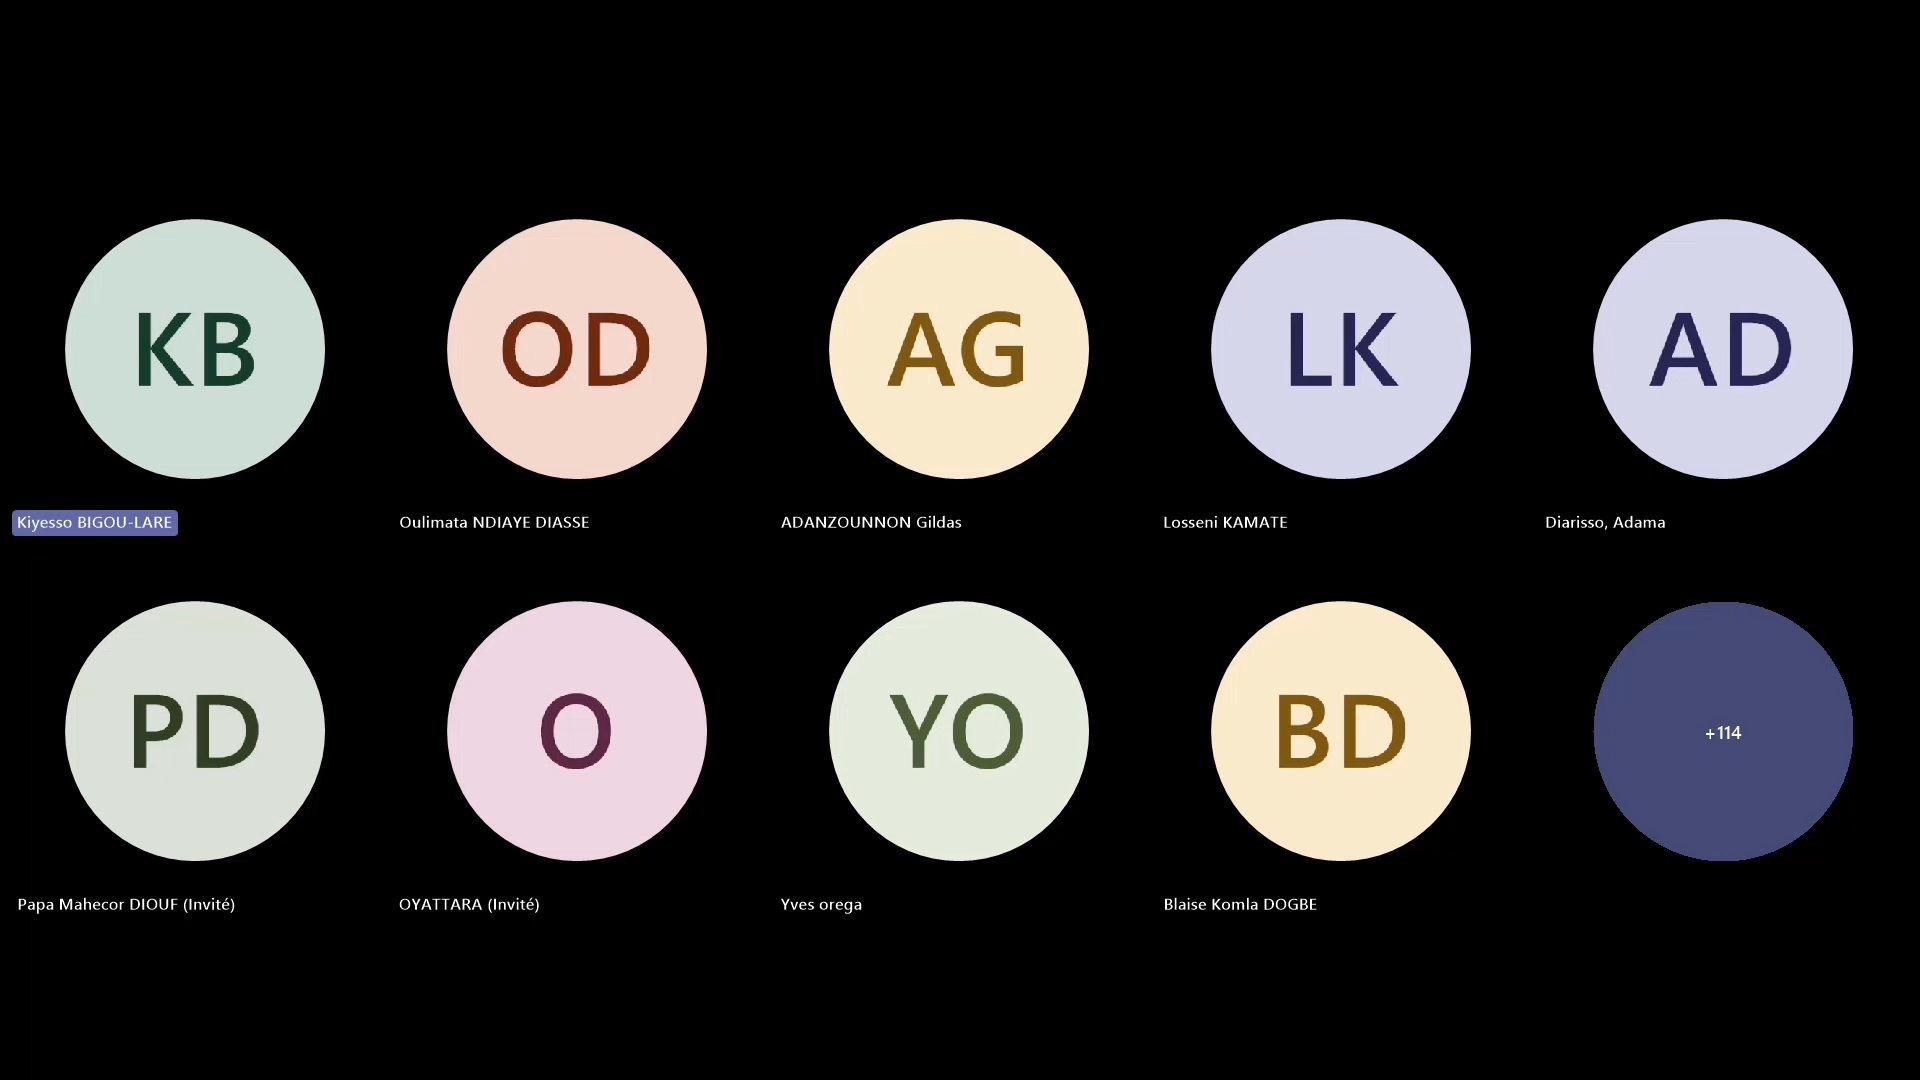 KB
OD
AG
LK
AD
Kiyesso BIGOU-LARE
Oulimata NDIAYE DIASSE
ADANZOUNNON Gildas
Losseni KAMATE
Diarisso, Adama
PD
O
YO
BD
+114
Papa Mahecor DIOUF (Invité)
OYATTARA (Invité)
Yves orega
Blaise Komla DOGBE